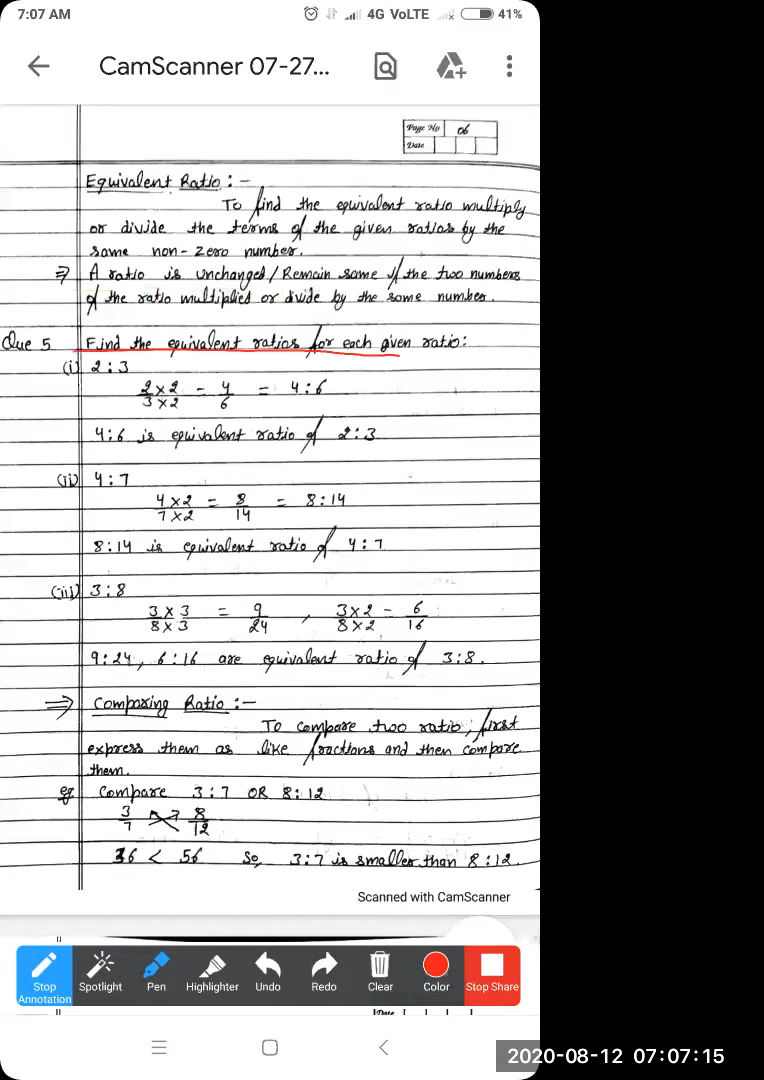 7:07 AM 4G VoLTE 41%
CamScanner 07-27...
Page No 06
Date
Equivalent Ratio :-
To find the equivalent ratio multiply
or divide the terms of the given ratios by the
same non-zero number.
⇒ A ratio is unchanged/Remain same if the two numbers
of the ratio multiplied or divide by the same number.
Que 5 Find the equivalent ratios for each given ratio:
(i) 2:3
2×2/3×2 = 4/6 = 4:6
4:6 is equivalent ratio of 2:3
(ii) 4:7
4×2/7×2 = 8/14 = 8:14
8:14 is equivalent ratio of 4:7
(iii) 3:8
3×3/8×3 = 9/24 , 3×2/8×2 = 6/16
9:24, 6:16 are equivalent ratio of 3:8.
⇒ Comparing Ratio :-
To compare two ratio, first
express them as like fractions and then compare
them.
eg. Compare 3:7 OR 8:12
3/7 8/12
36 < 56 So, 3:7 is smaller than 8:12.
Scanned with CamScanner
Stop Annotation Spotlight Pen Highlighter Undo Redo Clear Color Stop Share
Date
2020-08-12 07:07:15